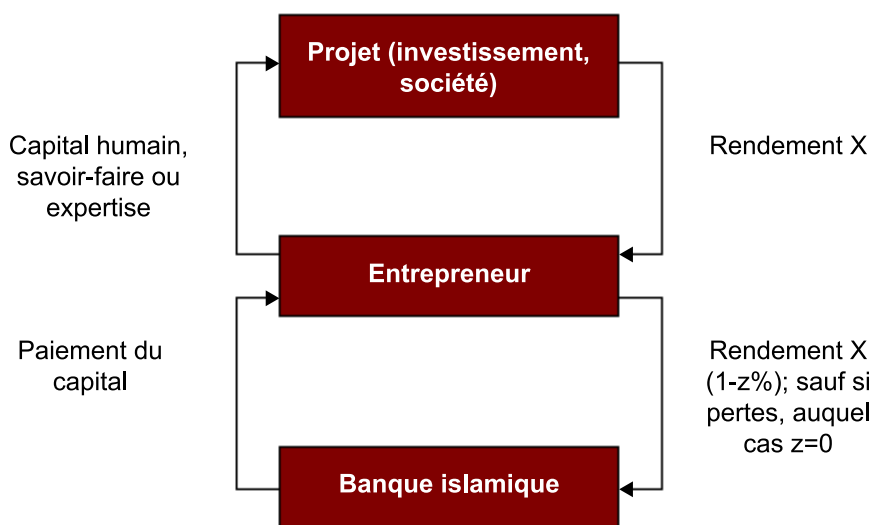 Projet (investissement,
société)
Capital humain,
savoir-faire ou
expertise
Rendement X
Entrepreneur
Paiement du
capital
Rendement X
(1-z%); sauf si
pertes, auquel
cas z=0
Banque islamique